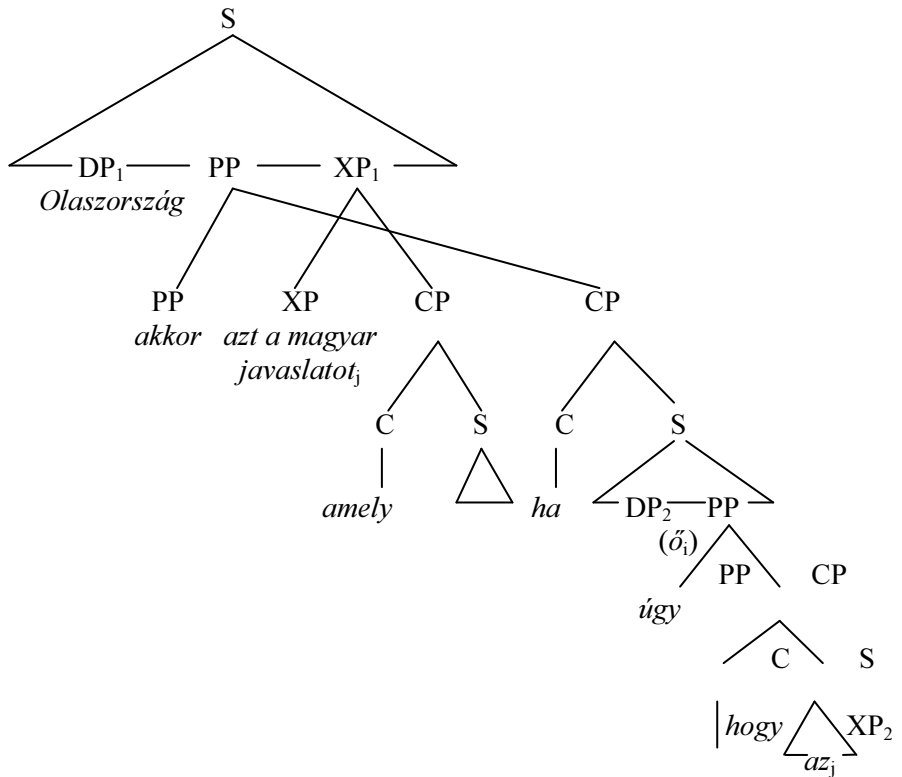 S
DP₁ PP XP₁
Olaszország
PP XP CP CP
akkor azt a magyar
javaslatotⱼ
C S C S
amely ha DP₂ PP
(őᵢ)
PP CP
úgy
C S
hogy XP₂
azⱼ